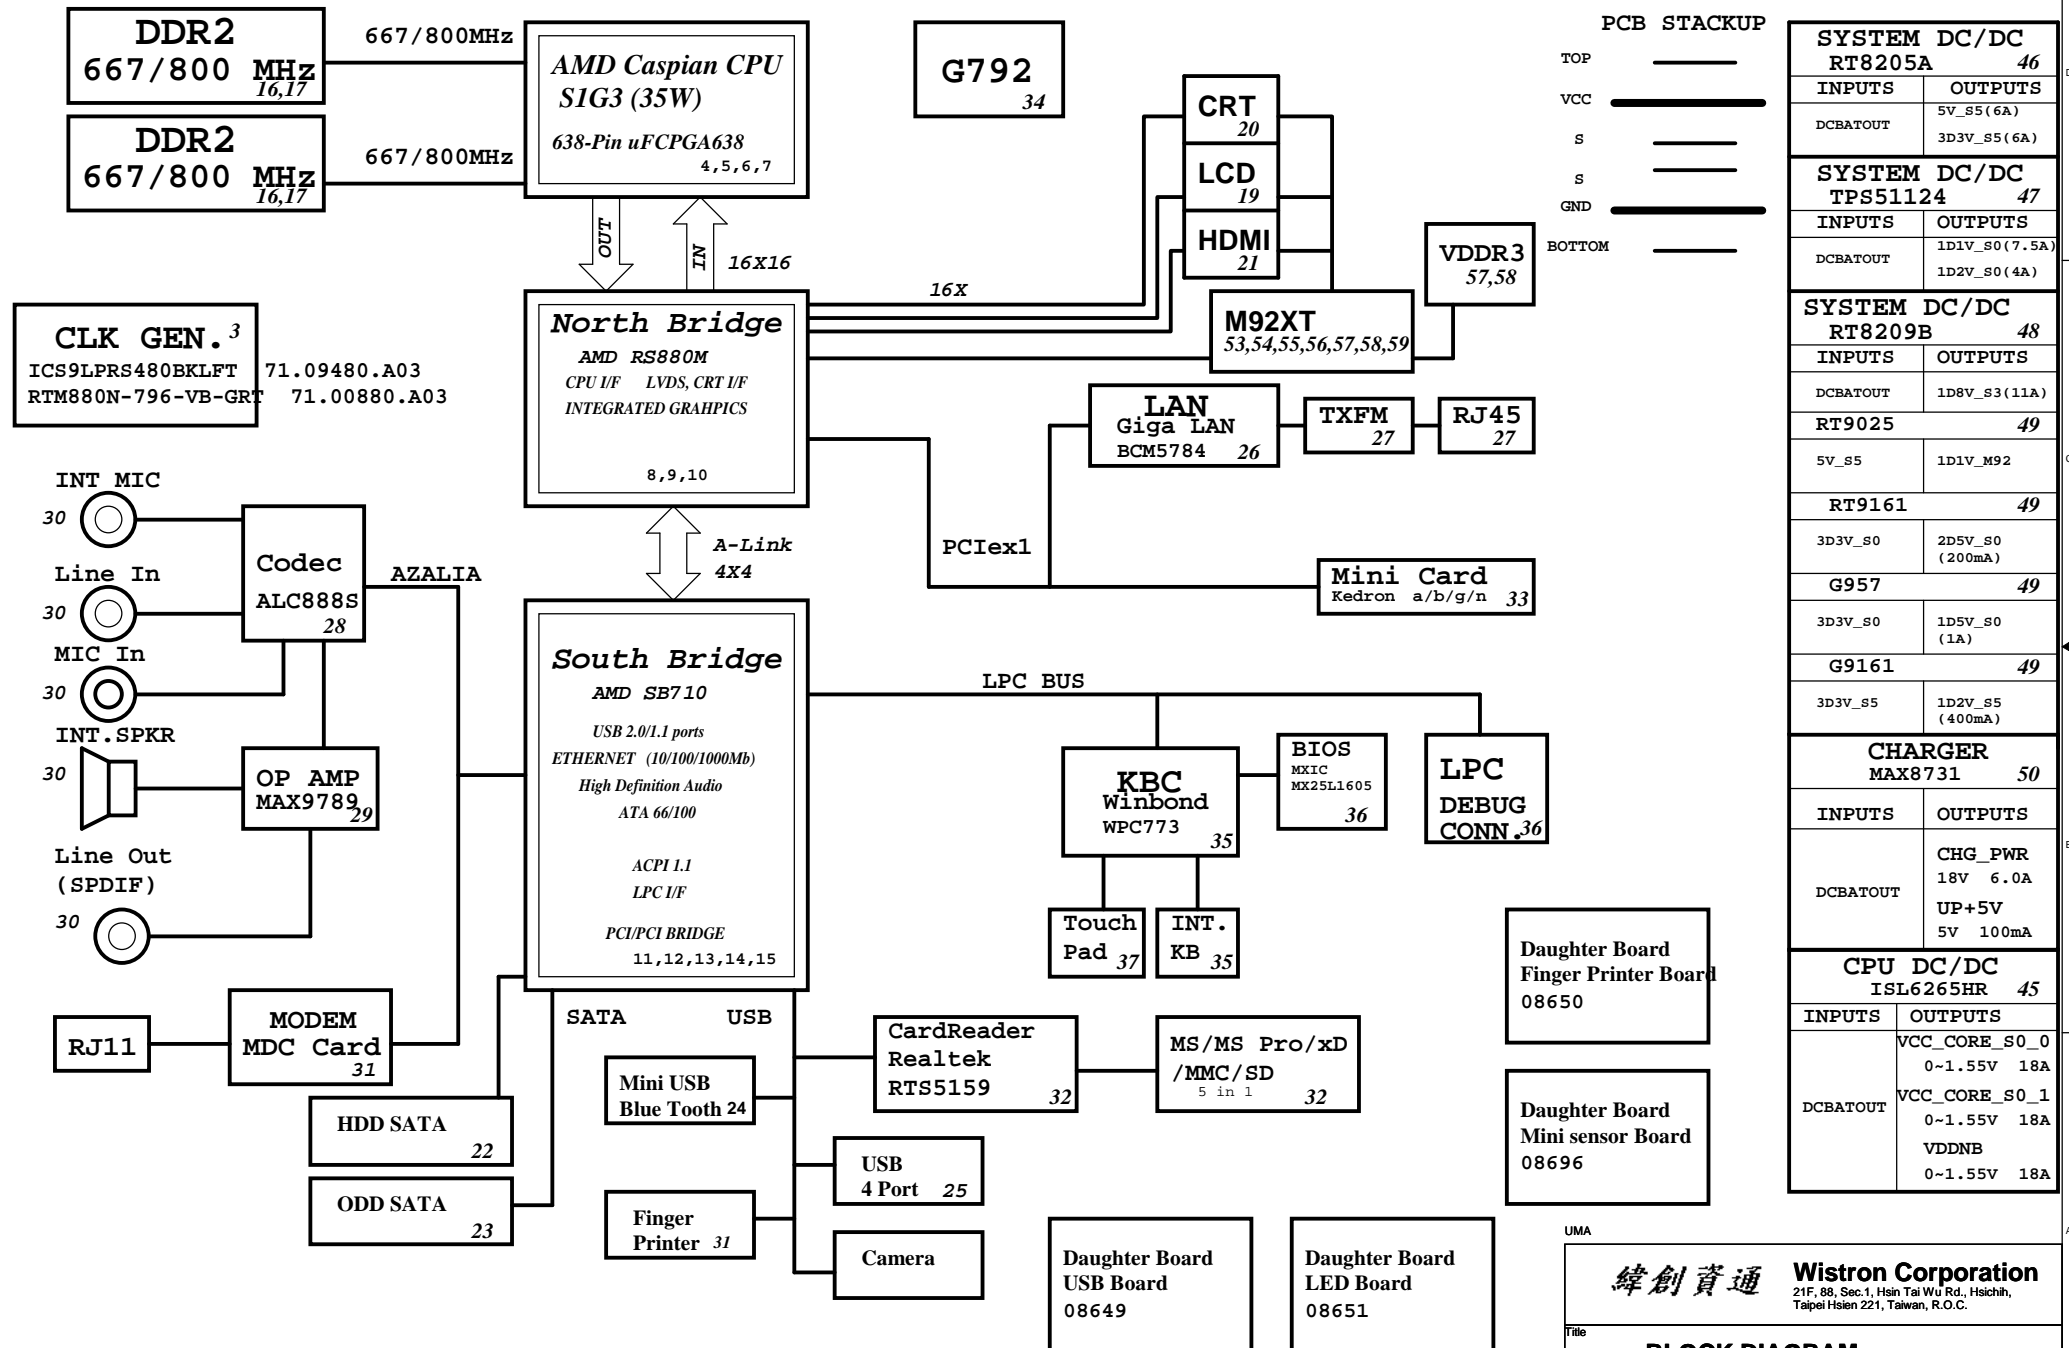 DDR2
667/800 MHz
16,17
667/800MHz
DDR2
667/800 MHz
16,17
667/800MHz
AMD Caspian CPU
S1G3 (35W)
638-Pin uFCPGA638
4,5,6,7
G792
34
OUT
IN
16X16
CLK GEN. 3
ICS9LPRS480BKLFT 71.09480.A03
RTM880N-796-VB-GRT 71.00880.A03
North Bridge
AMD RS880M
CPU I/F LVDS, CRT I/F
INTEGRATED GRAHPICS
8,9,10
16X
CRT
20
LCD
19
HDMI
21
M92XT
53,54,55,56,57,58,59
VDDR3
57,58
LAN
Giga LAN
BCM5784 26
TXFM
27
RJ45
27
PCIex1
Mini Card
Kedron a/b/g/n 33
A-Link
4X4
INT MIC
30
Line In
30
MIC In
30
INT.SPKR
30
Line Out
(SPDIF)
30
Codec
ALC888S
28
AZALIA
OP AMP
MAX9789
29
RJ11
MODEM
MDC Card
31
South Bridge
AMD SB710
USB 2.0/1.1 ports
ETHERNET (10/100/1000Mb)
High Definition Audio
ATA 66/100
ACPI 1.1
LPC I/F
PCI/PCI BRIDGE
11,12,13,14,15
LPC BUS
KBC
Winbond
WPC773
35
BIOS
MXIC
MX25L1605
36
LPC
DEBUG
CONN. 36
Touch
Pad 37
INT.
KB 35
SATA
USB
HDD SATA
22
ODD SATA
23
Mini USB
Blue Tooth 24
Finger
Printer 31
CardReader
Realtek
RTS5159
32
MS/MS Pro/xD
/MMC/SD
5 in 1
32
USB
4 Port 25
Camera
Daughter Board
Finger Printer Board
08650
Daughter Board
Mini sensor Board
08696
Daughter Board
USB Board
08649
Daughter Board
LED Board
08651
PCB STACKUP
TOP
VCC
S
S
GND
BOTTOM
SYSTEM DC/DC
RT8205A 46
INPUTS OUTPUTS
DCBATOUT
5V_S5(6A)
3D3V_S5(6A)
SYSTEM DC/DC
TPS51124 47
INPUTS OUTPUTS
DCBATOUT
1D1V_S0(7.5A)
1D2V_S0(4A)
SYSTEM DC/DC
RT8209B 48
INPUTS OUTPUTS
DCBATOUT 1D8V_S3(11A)
RT9025 49
5V_S5 1D1V_M92
RT9161 49
3D3V_S0 2D5V_S0
(200mA)
G957 49
3D3V_S0 1D5V_S0
(1A)
G9161 49
3D3V_S5 1D2V_S5
(400mA)
CHARGER
MAX8731 50
INPUTS OUTPUTS
DCBATOUT
CHG_PWR
18V 6.0A
UP+5V
5V 100mA
CPU DC/DC
ISL6265HR 45
INPUTS OUTPUTS
DCBATOUT
VCC_CORE_S0_0
0~1.55V 18A
VCC_CORE_S0_1
0~1.55V 18A
VDDNB
0~1.55V 18A
UMA
緯創資通
Wistron Corporation
21F, 88, Sec.1, Hsin Tai Wu Rd., Hsichih,
Taipei Hsien 221, Taiwan, R.O.C.
Title
BLOCK DIAGRAM